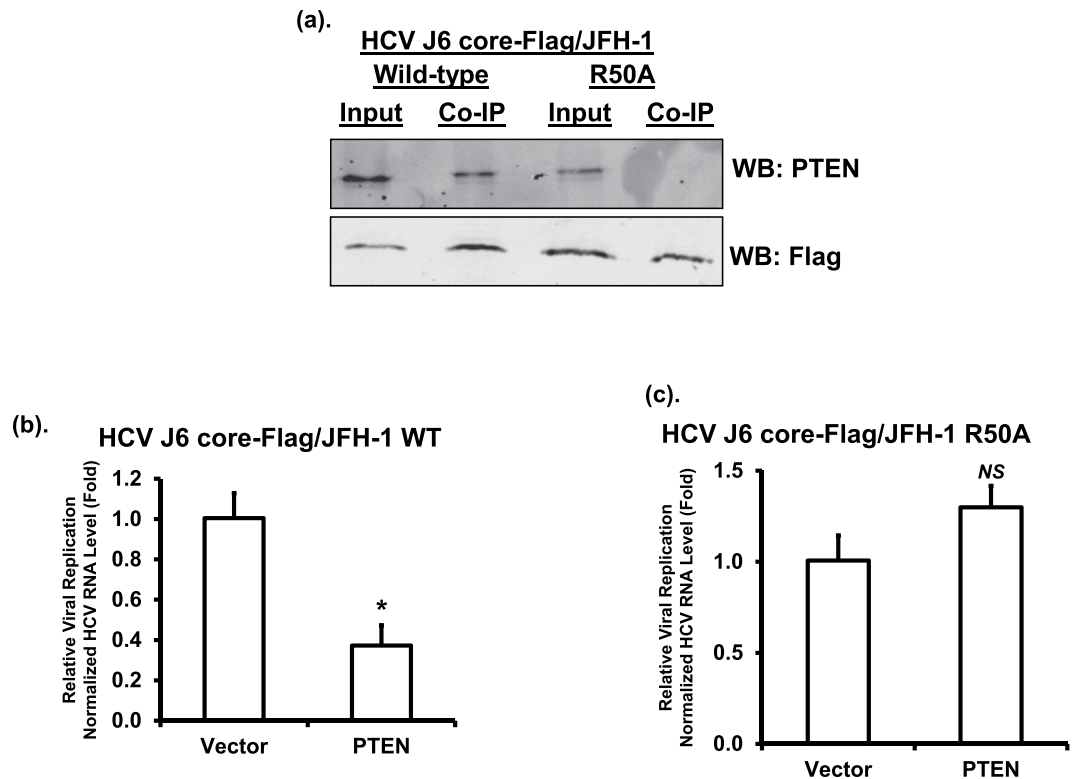 (a).
HCV J6 core-Flag/JFH-1
Wild-type R50A
Input Co-IP Input Co-IP
WB: PTEN
WB: Flag
(b).
HCV J6 core-Flag/JFH-1 WT
Relative Viral Replication
Normalized HCV RNA Level (Fold)
1.2
1.0
0.8
0.6
0.4
0.2
0.0
*
Vector PTEN
(c).
HCV J6 core-Flag/JFH-1 R50A
Relative Viral Replication
Normalized HCV RNA Level (Fold)
1.5
1.0
0.5
0.0
NS
Vector PTEN